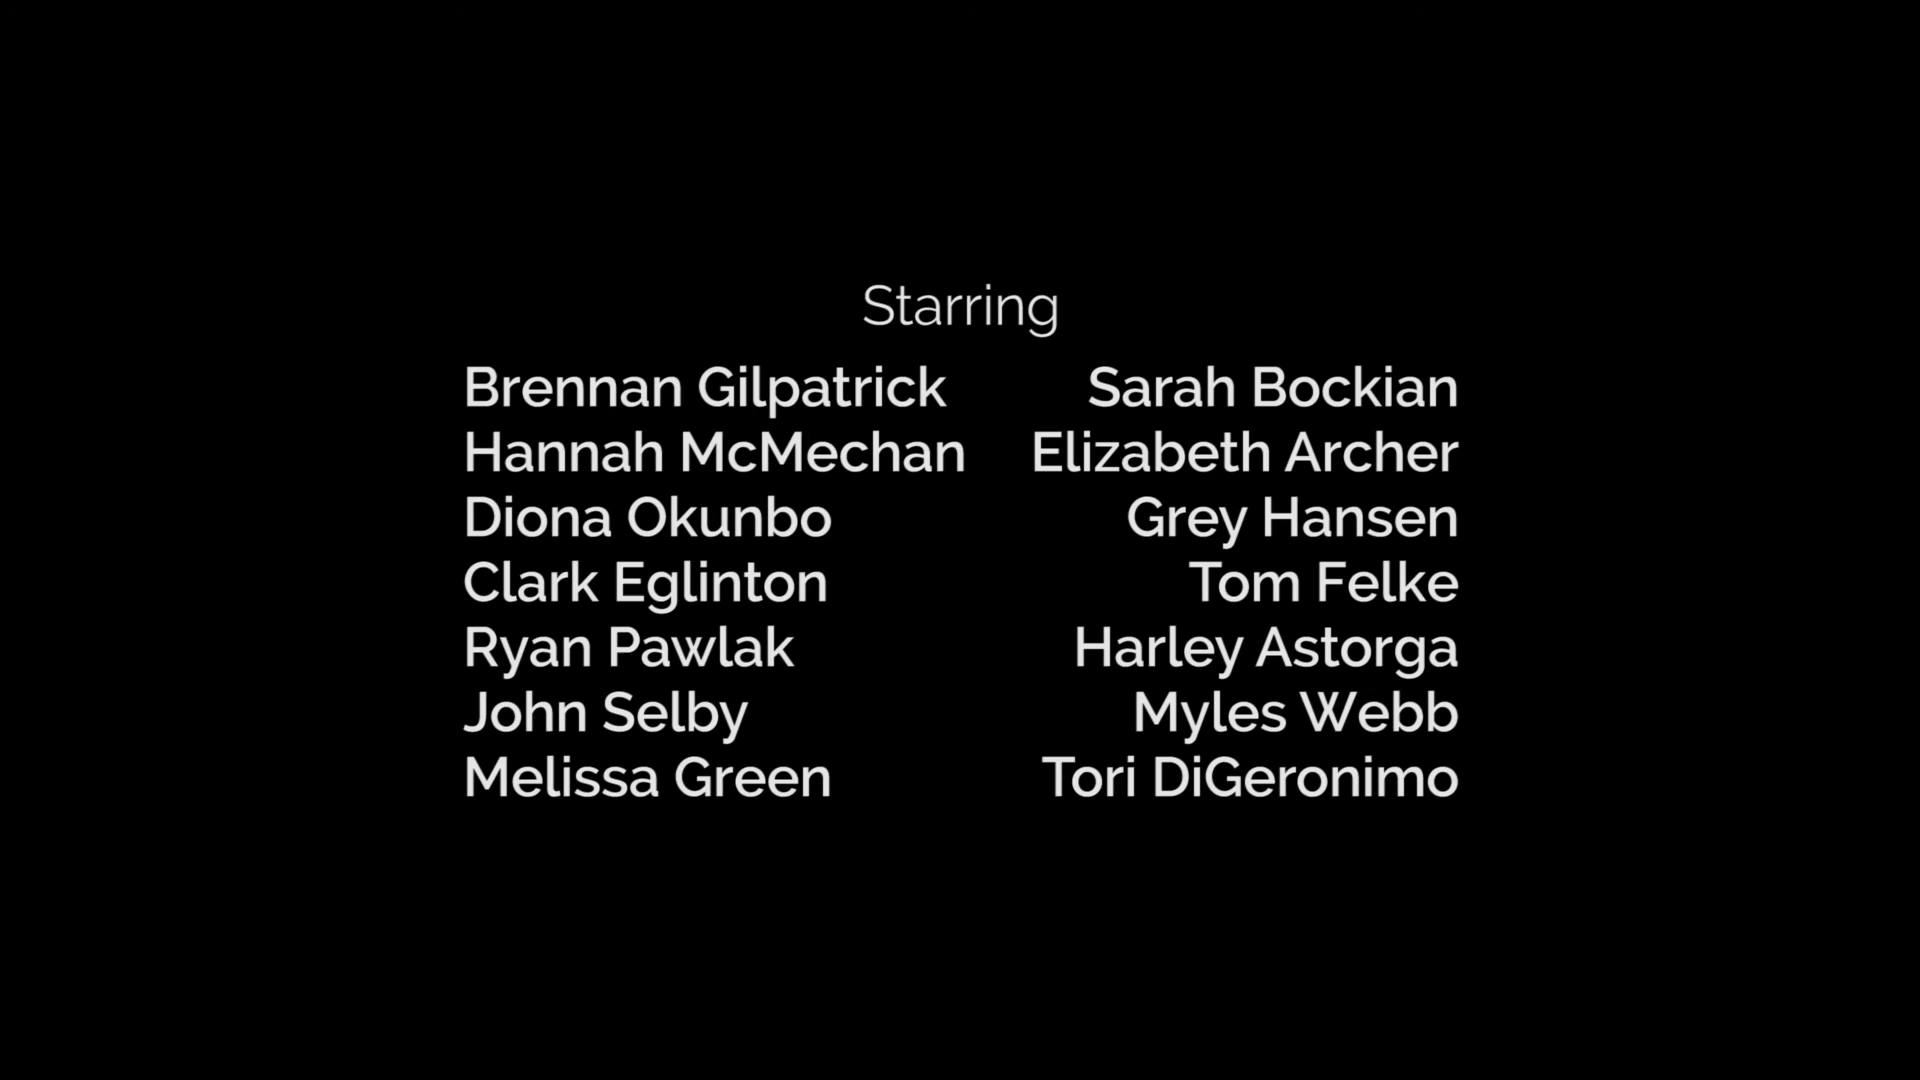 Starring
Brennan Gilpatrick Sarah Bockian
Hannah McMechan Elizabeth Archer
Diona Okunbo Grey Hansen
Clark Eglinton Tom Felke
Ryan Pawlak Harley Astorga
John Selby Myles Webb
Melissa Green Tori DiGeronimo